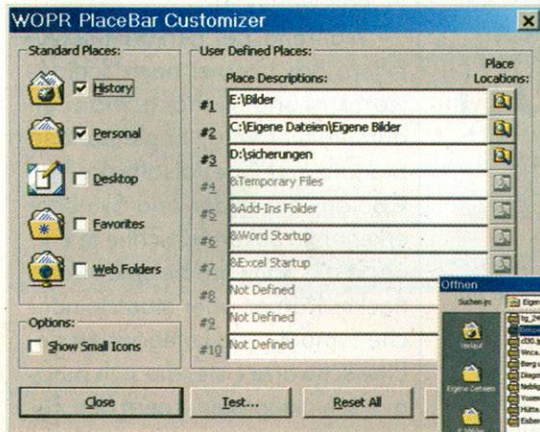 WOPR PlaceBar Customizer
Standard Places:
History
Personal
Desktop
Favorites
Web Folders
Options:
Show Small Icons
User Defined Places:
Place Descriptions:
Place Locations:
#1 E:\Bilder
#2 C:\Eigene Dateien\Eigene Bilder
#3 D:\sicherungen
#4 &Temporary Files
#5 &Add-Ins Folder
#6 &Word Startup
#7 &Excel Startup
#8 Not Defined
#9 Not Defined
#10 Not Defined
Close
Test...
Reset All
Öffnen
Suchen in:
Verlauf
Eigene Dateien